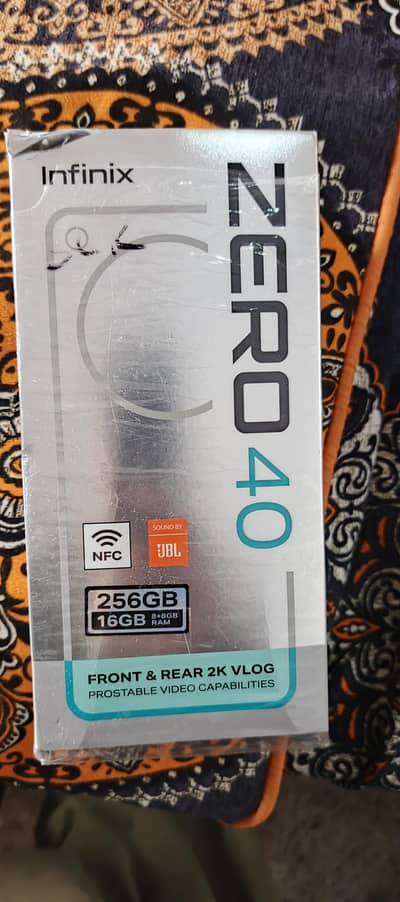 Infinix
ZERO 40
NFC
SOUND BY
JBL
256GB
16GB 8+8GB RAM
FRONT & REAR 2K VLOG
PROSTABLE VIDEO CAPABILITIES